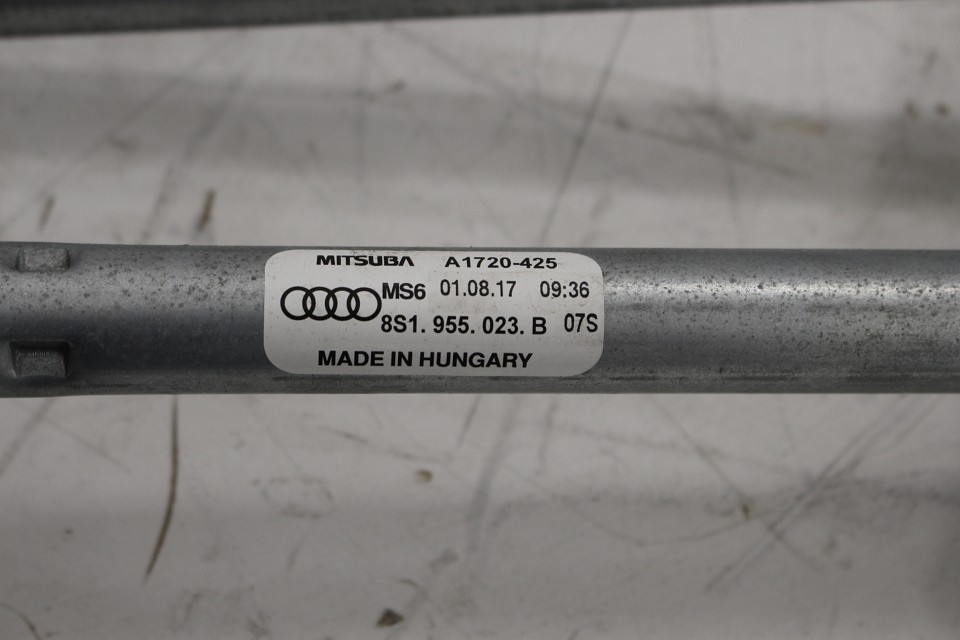 MITSUBA A1720-425
MS6 01.08.17 09:36
8S1. 955. 023. B 07S
MADE IN HUNGARY